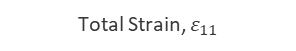 Total Strain, ε₁₁